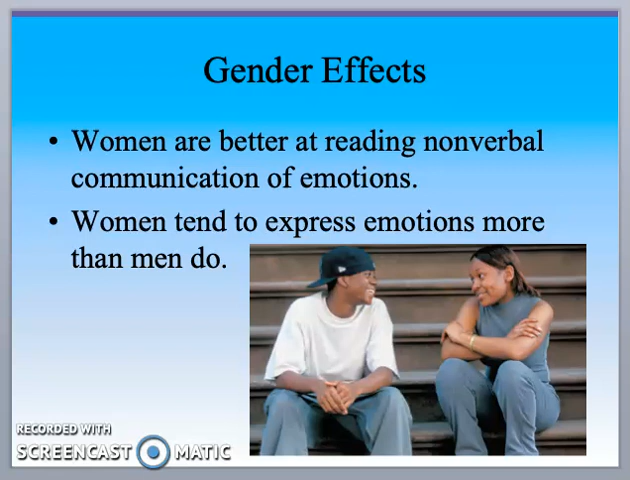 Gender Effects
• Women are better at reading nonverbal
communication of emotions.
• Women tend to express emotions more
than men do.
RECORDED WITH
SCREENCAST MATIC